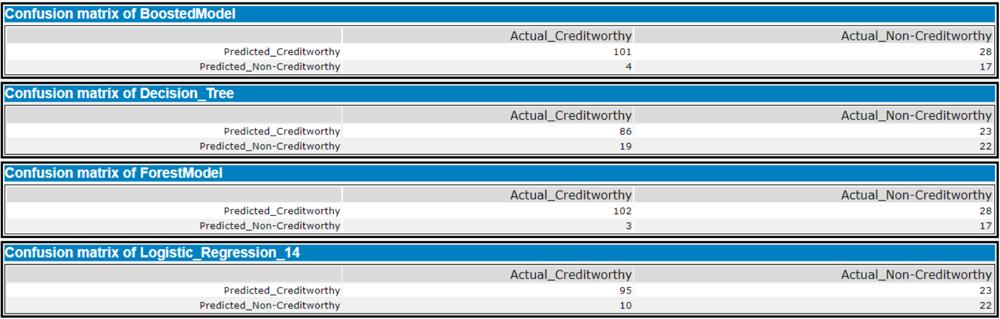 Confusion matrix of BoostedModel
Actual_Creditworthy Actual_Non-Creditworthy
Predicted_Creditworthy 101 28
Predicted_Non-Creditworthy 4 17
Confusion matrix of Decision_Tree
Actual_Creditworthy Actual_Non-Creditworthy
Predicted_Creditworthy 86 23
Predicted_Non-Creditworthy 19 22
Confusion matrix of ForestModel
Actual_Creditworthy Actual_Non-Creditworthy
Predicted_Creditworthy 102 28
Predicted_Non-Creditworthy 3 17
Confusion matrix of Logistic_Regression_14
Actual_Creditworthy Actual_Non-Creditworthy
Predicted_Creditworthy 95 23
Predicted_Non-Creditworthy 10 22